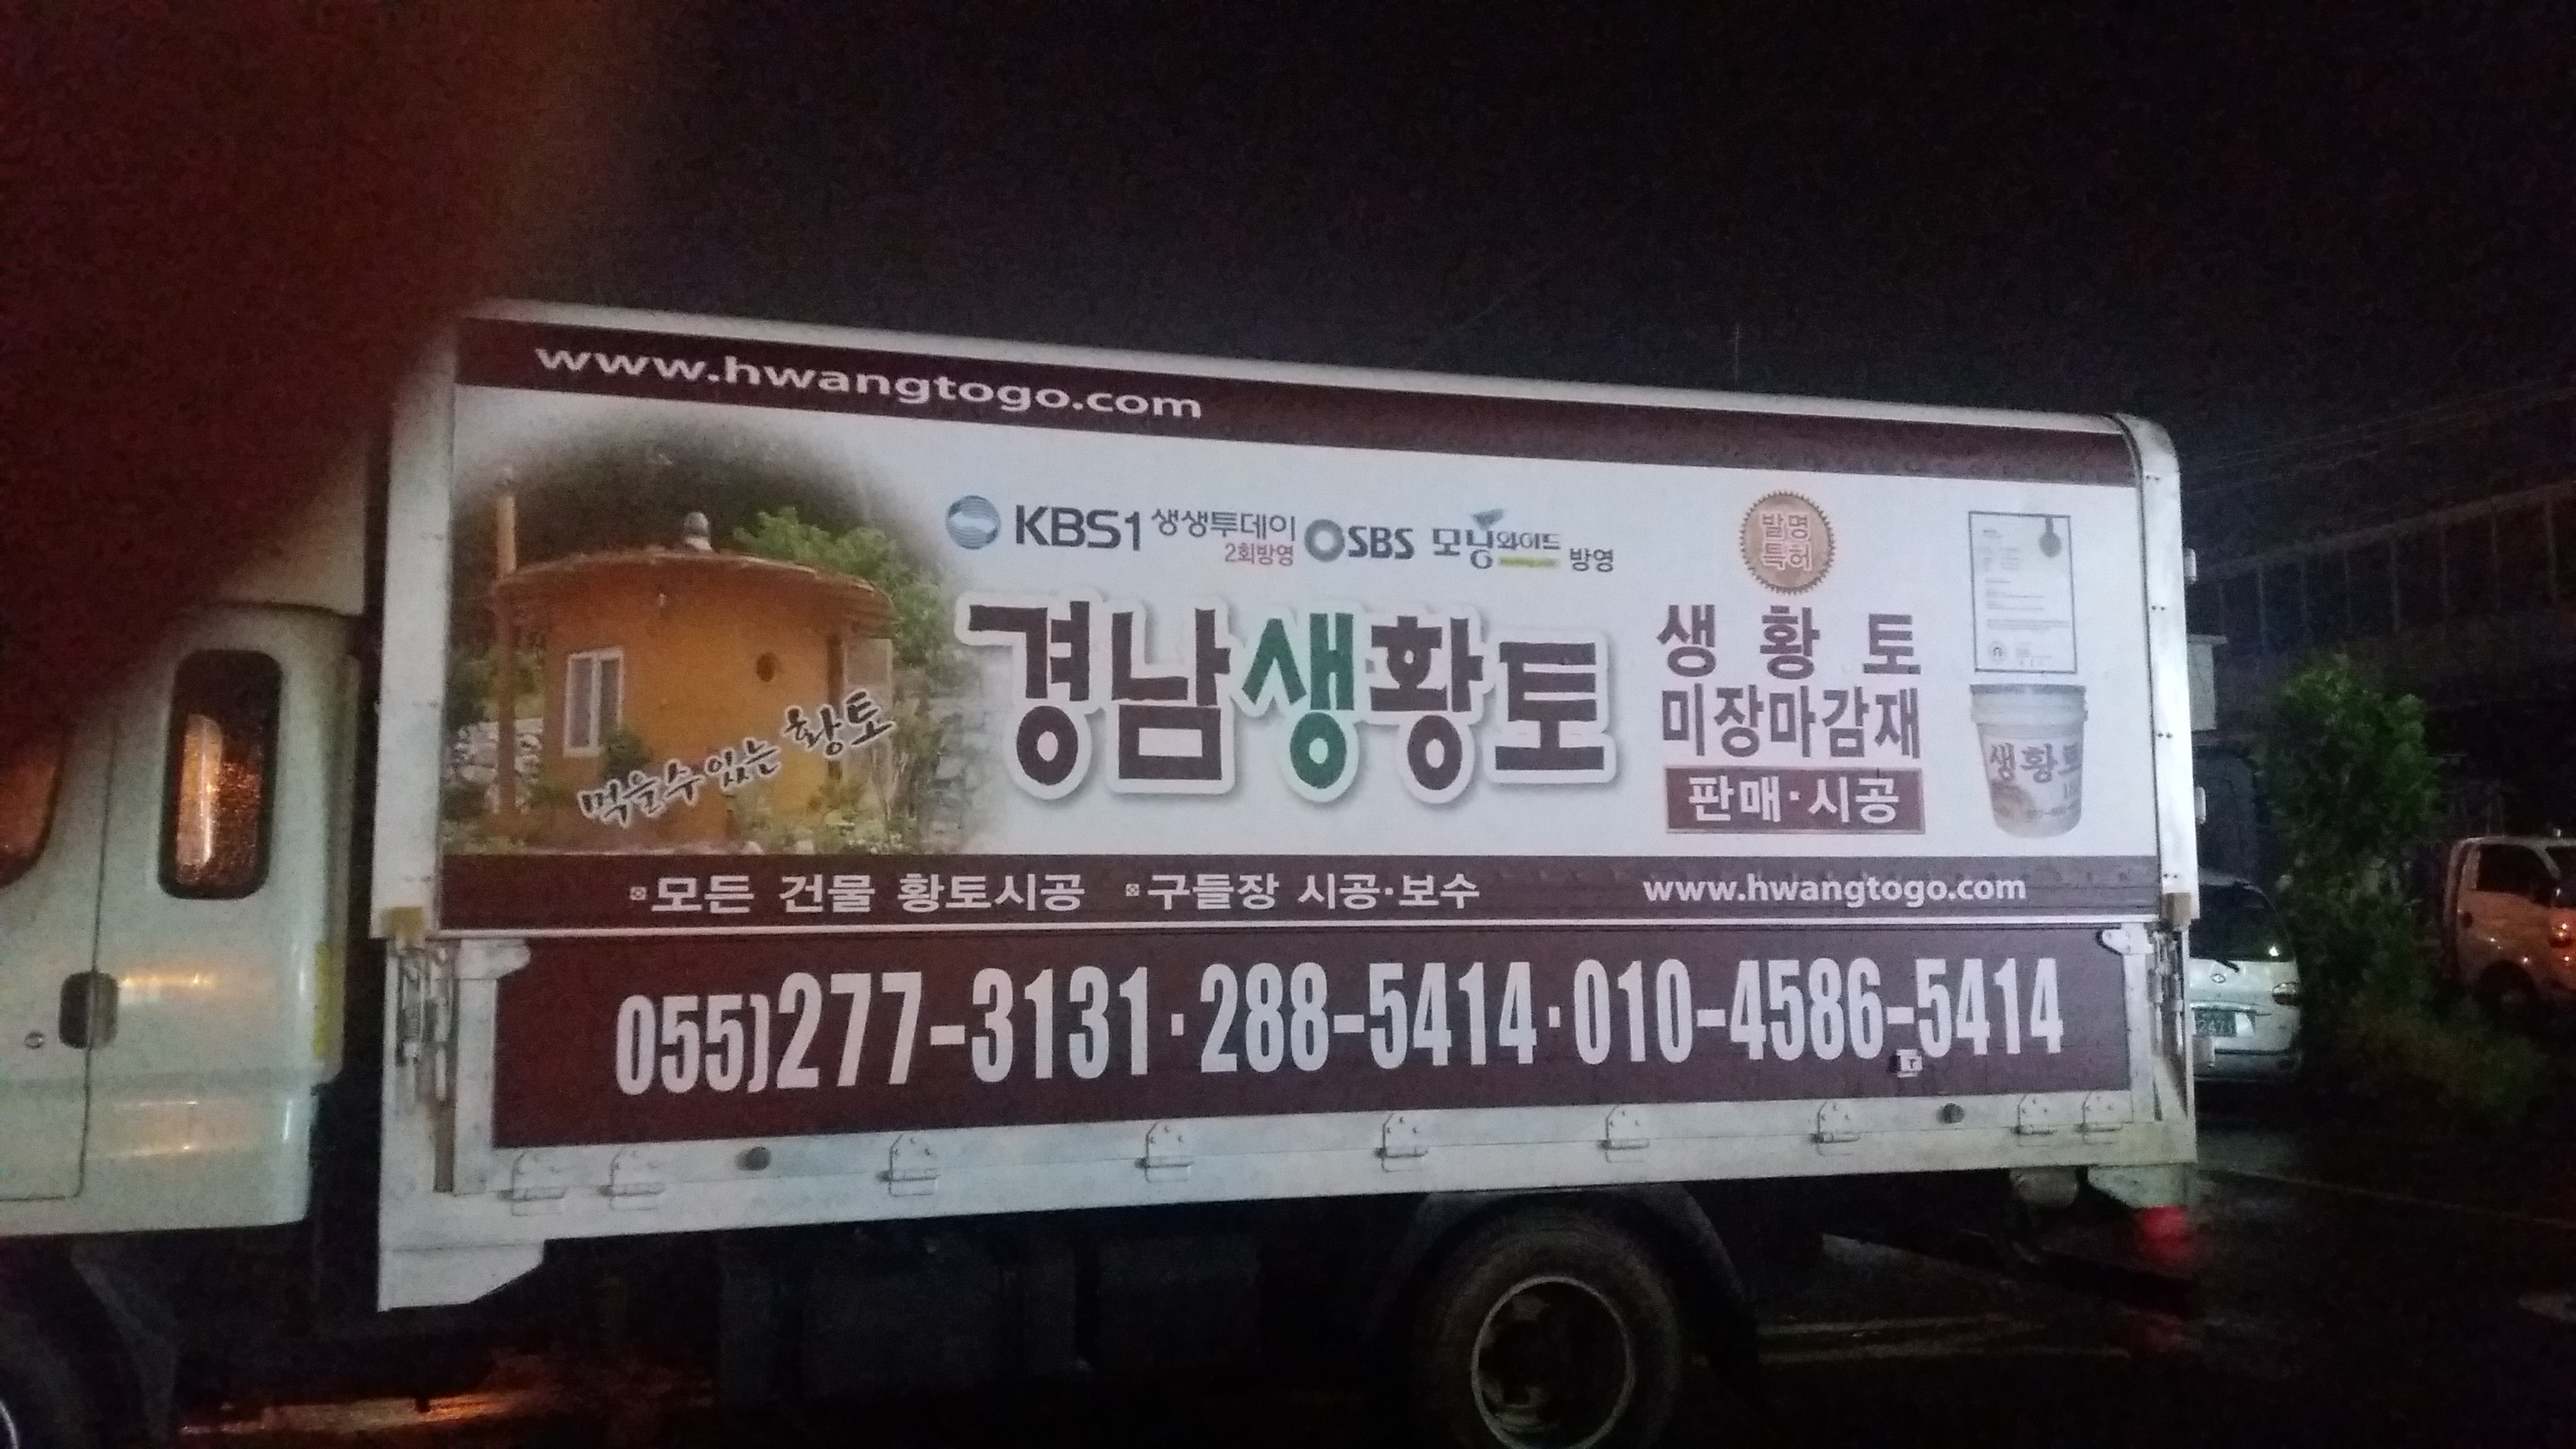 www.hwangtogo.com
KBS1 생생투데이 2회방영 SBS 모닝와이드 방영
발명
특허
먹을수있는 황토
경남생황토
생 황 토
미장마감재
판매·시공
생황토
모든 건물 황토시공 구들장 시공·보수 www.hwangtogo.com
055)277-3131·288-5414·010-4586-5414